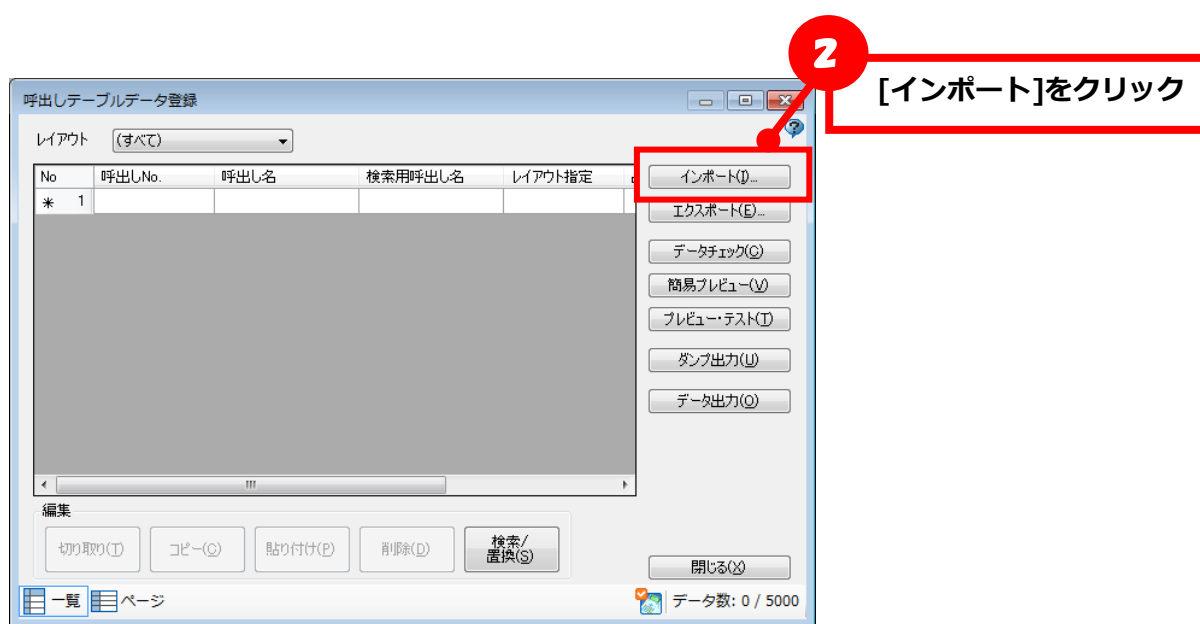 2
[インポート]をクリック
呼出しテーブルデータ登録
レイアウト (すべて)
No 呼出しNo. 呼出し名 検索用呼出し名 レイアウト指定
* 1
インポート(I)...
エクスポート(E)...
データチェック(C)
簡易プレビュー(V)
プレビュー・テスト(T)
ダンプ出力(U)
データ出力(O)
編集
切り取り(T) コピー(C) 貼り付け(P) 削除(D) 検索/
置換(S)
閉じる(X)
一覧 ページ データ数: 0 / 5000